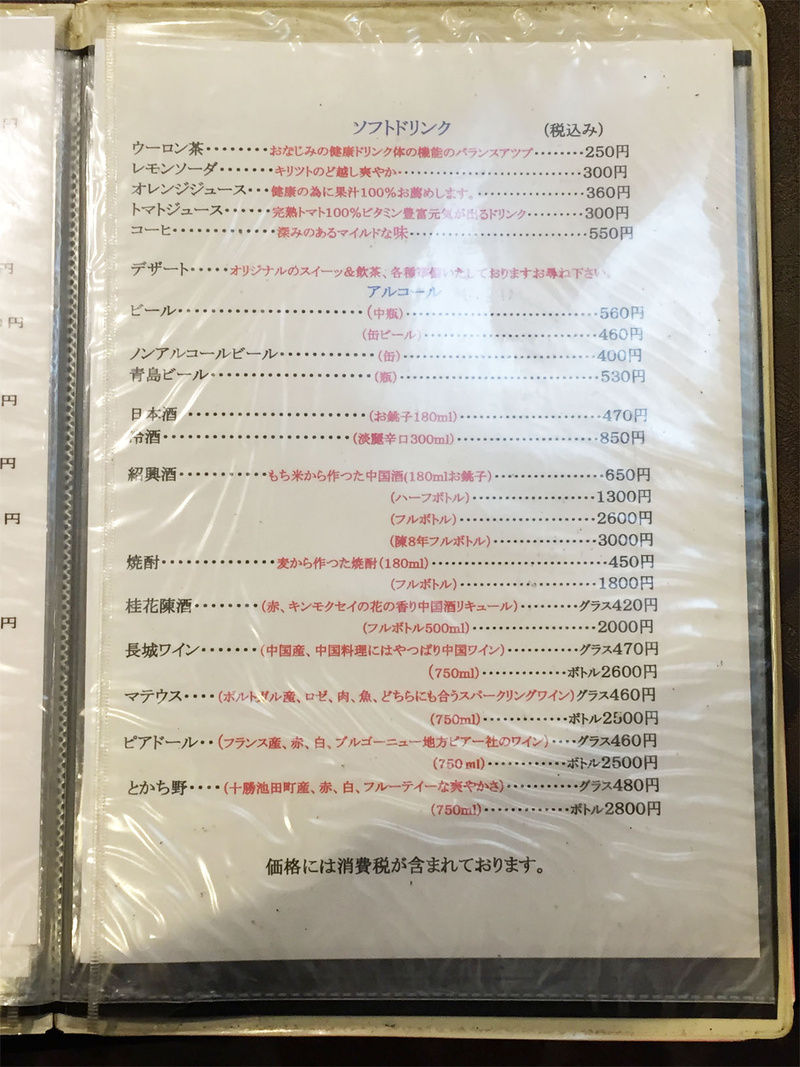 ソフトドリンク (税込み)
ウーロン茶・・・・・・・・おなじみの健康ドリンク体の機能のバランスアツプ・・・・・・・・250円
レモンソーダ・・・・・・・キリツトのど越し爽やか・・・・・・・・・・・・・・・・・・・・・・300円
オレンジジュース・・・健康の為に果汁100%お薦めします。・・・・・・・・・・・・・360円
トマトジュース・・・・・・完熟トマト100%ビタミン豊富元気が出るドリンク・・・・・・・・・300円
コーヒ・・・・・・・・・・・・・深みのあるマイルドな味・・・・・・・・・・・・・・・・・・・・・550円
デザート・・・・・オリジナルのスイーツ&飲茶、各種準備いたしておりますお尋ね下さい。
アルコール
ビール・・・・・・・・・・・・・・・・・・・・・・(中瓶)・・・・・・・・・・・・・・・・・・・・・・560円
(缶ビール)・・・・・・・・・・・・・・・・・・・・460円
ノンアルコールビール・・・・・・・・・・・(缶)・・・・・・・・・・・・・・・・・・・・・・400円
青島ビール・・・・・・・・・・・・・・・・・・(瓶)・・・・・・・・・・・・・・・・・・・・・・530円
日本酒 ・・・・・・・・・・・・・・・・・・・・(お銚子180ml)・・・・・・・・・・・・・・・・470円
冷酒・・・・・・・・・・・・・・・・・・・・・(淡麗辛口300ml)・・・・・・・・・・・・・・・・850円
紹興酒・・・・・・・・・・もち米から作つた中国酒(180mlお銚子)・・・・・・・・・・・・650円
(ハーフボトル)・・・・・・・・・・・・・・1300円
(フルボトル)・・・・・・・・・・・・・・・・2600円
(陳8年フルボトル)・・・・・・・・・・・・3000円
焼酎・・・・・・・・・・・・・麦から作つた焼酎(180ml)・・・・・・・・・・・・・・・・・・・・450円
(フルボトル)・・・・・・・・・・・・・・・・1800円
桂花陳酒・・・・・・・・(赤、キンモクセイの花の香り中国酒リキュール)・・・・・・・・グラス420円
(フルボトル500ml)・・・・・・・・・・・・・・2000円
長城ワイン・・・・・・・(中国産、中国料理にはやつぱり中国ワイン)・・・・・・・・・・グラス470円
(750ml)・・・・・・・・・・・・ボトル2600円
マテウス・・・・(ポルトガル産、ロゼ、肉、魚、どちらにも合うスパークリングワイン)グラス460円
(750ml)・・・・・・・・・・・・ボトル2500円
ピアドール・・(フランス産、赤、白、ブルゴーニュー地方ピアー社のワイン)・・・・グラス460円
(750ml)・・・・・・・・・・・・ボトル2500円
とかち野・・・・(十勝池田町産、赤、白、フルーテイーな爽やかさ)・・・・・・・・・・グラス480円
(750ml)・・・・・・・・・・・・ボトル2800円
価格には消費税が含まれております。